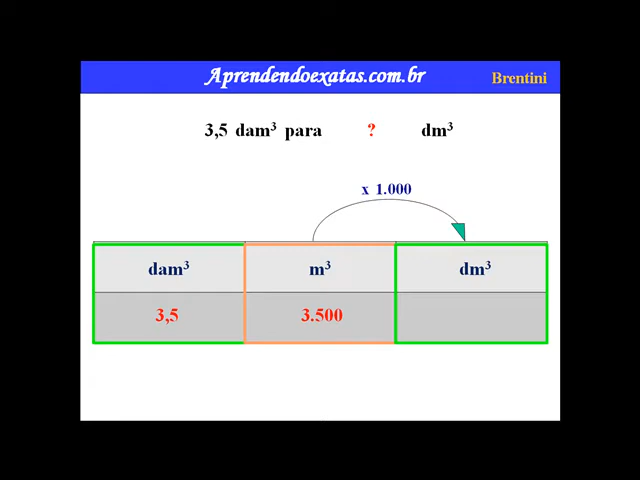 Aprendendoexatas.com.br
Brentini
3,5 dam³ para ? dm³
x 1.000
dam³ m³ dm³
3,5 3.500